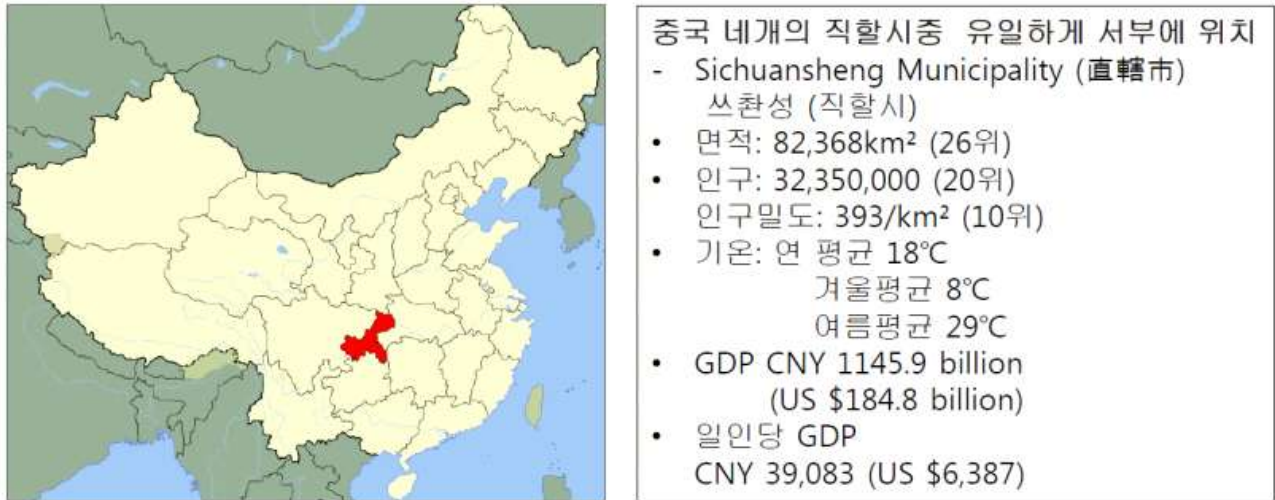 중국 네개의 직할시중 유일하게 서부에 위치
- Sichuansheng Municipality (直轄市)
쓰촨성 (직할시)
• 면적: 82,368km² (26위)
• 인구: 32,350,000 (20위)
인구밀도: 393/km² (10위)
• 기온: 연 평균 18℃
겨울평균 8℃
여름평균 29℃
• GDP CNY 1145.9 billion
(US $184.8 billion)
• 일인당 GDP
CNY 39,083 (US $6,387)